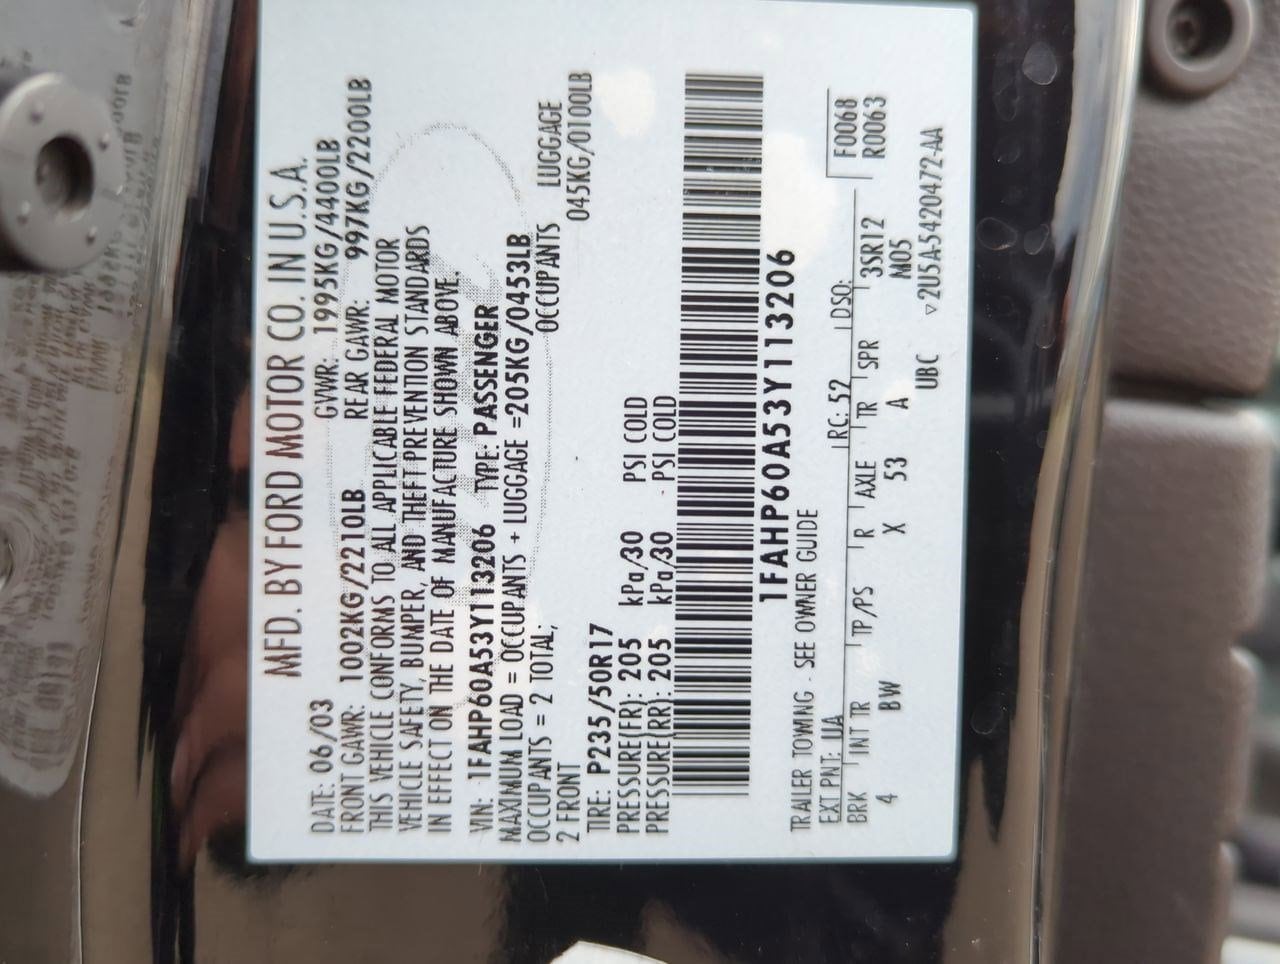 MFD. BY FORD MOTOR CO. IN U.S.A.
DATE: 06/03 GVWR: 1995KG/4400LB
FRONT GAWR: 1002KG/2210LB REAR GAWR: 997KG/2200LB
THIS VEHICLE CONFORMS TO ALL APPLICABLE FEDERAL MOTOR
VEHICLE SAFETY, BUMPER, AND THEFT PREVENTION STANDARDS
IN EFFECT ON THE DATE OF MANUFACTURE SHOWN ABOVE.
VIN: 1FAHP60A53Y113206 TYPE: PASSENGER
MAXIMUM LOAD = OCCUPANTS + LUGGAGE =205KG/0453LB
OCCUPANTS = 2 TOTAL; OCCUPANTS LUGGAGE
2 FRONT 045KG/0100LB
TIRE: P235/50R17
PRESSURE(FR): 205 kPa/30 PSI COLD
PRESSURE(RR): 205 kPa/30 PSI COLD
1FAHP60A53Y113206
TRAILER TOWING - SEE OWNER GUIDE
EXT PNT: UA RC: 52 DSO: F0068
BRK INT TR TP/PS R AXLE TR SPR 3SR12 R0063
4 BW X 53 A M05
UBC ▽2U5A-5420472-AA